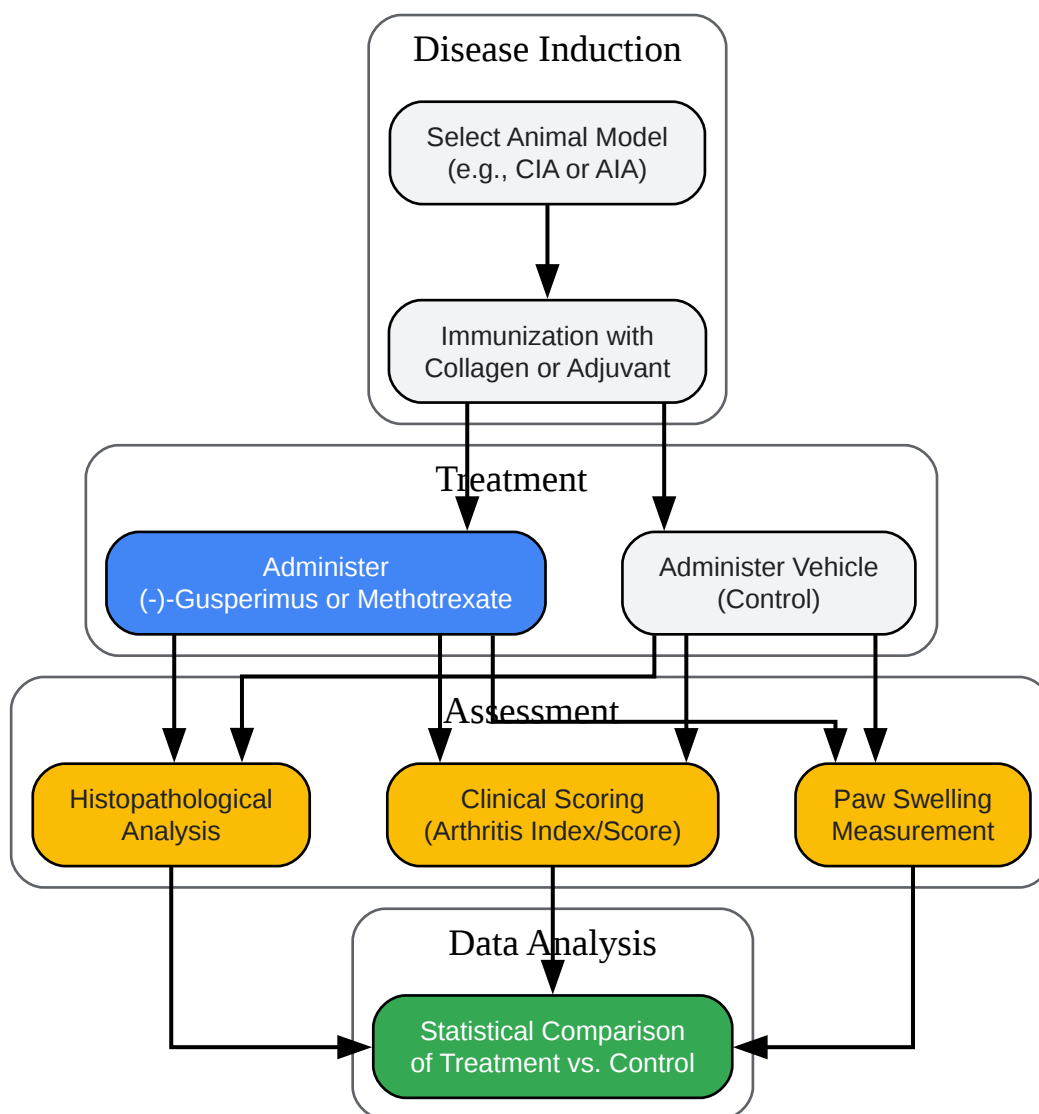 Disease Induction
Select Animal Model
(e.g., CIA or AIA)
Immunization with
Collagen or Adjuvant
Treatment
Administer
(-)-Gusperimus or Methotrexate
Administer Vehicle
(Control)
Assessment
Histopathological
Analysis
Clinical Scoring
(Arthritis Index/Score)
Paw Swelling
Measurement
Data Analysis
Statistical Comparison
of Treatment vs. Control